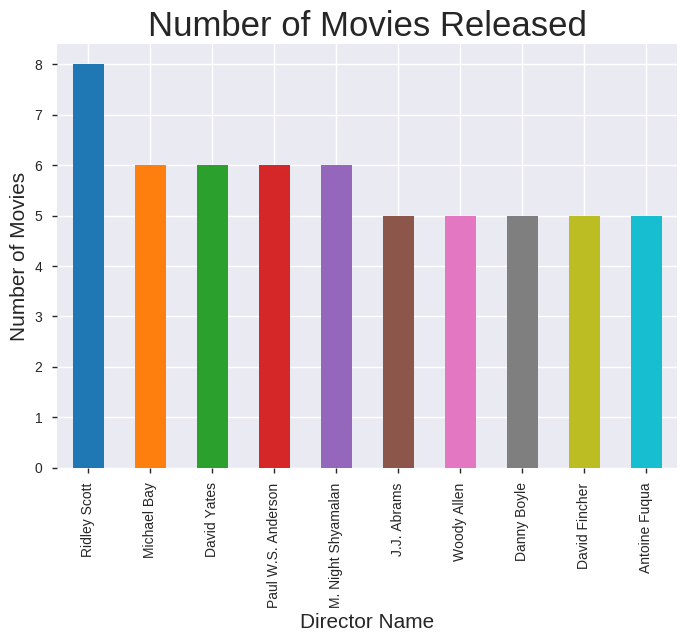 Number of Movies Released
Number of Movies
8
7
6
5
4
3
2
1
0
Ridley Scott
Michael Bay
David Yates
Paul W.S. Anderson
M. Night Shyamalan
J.J. Abrams
Woody Allen
Danny Boyle
David Fincher
Antoine Fuqua
Director Name